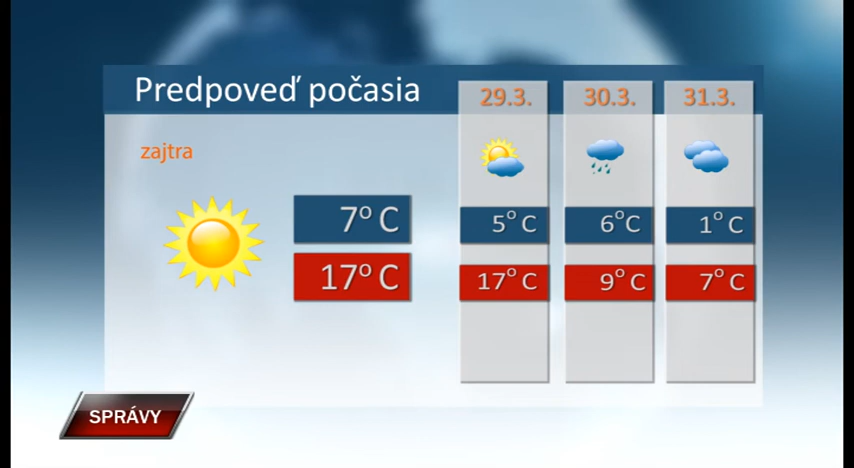 Predpoveď počasia
zajtra
7° C
17° C
29.3. 30.3. 31.3.
5° C 6°C 1° C
17° C 9° C 7° C
SPRÁVY